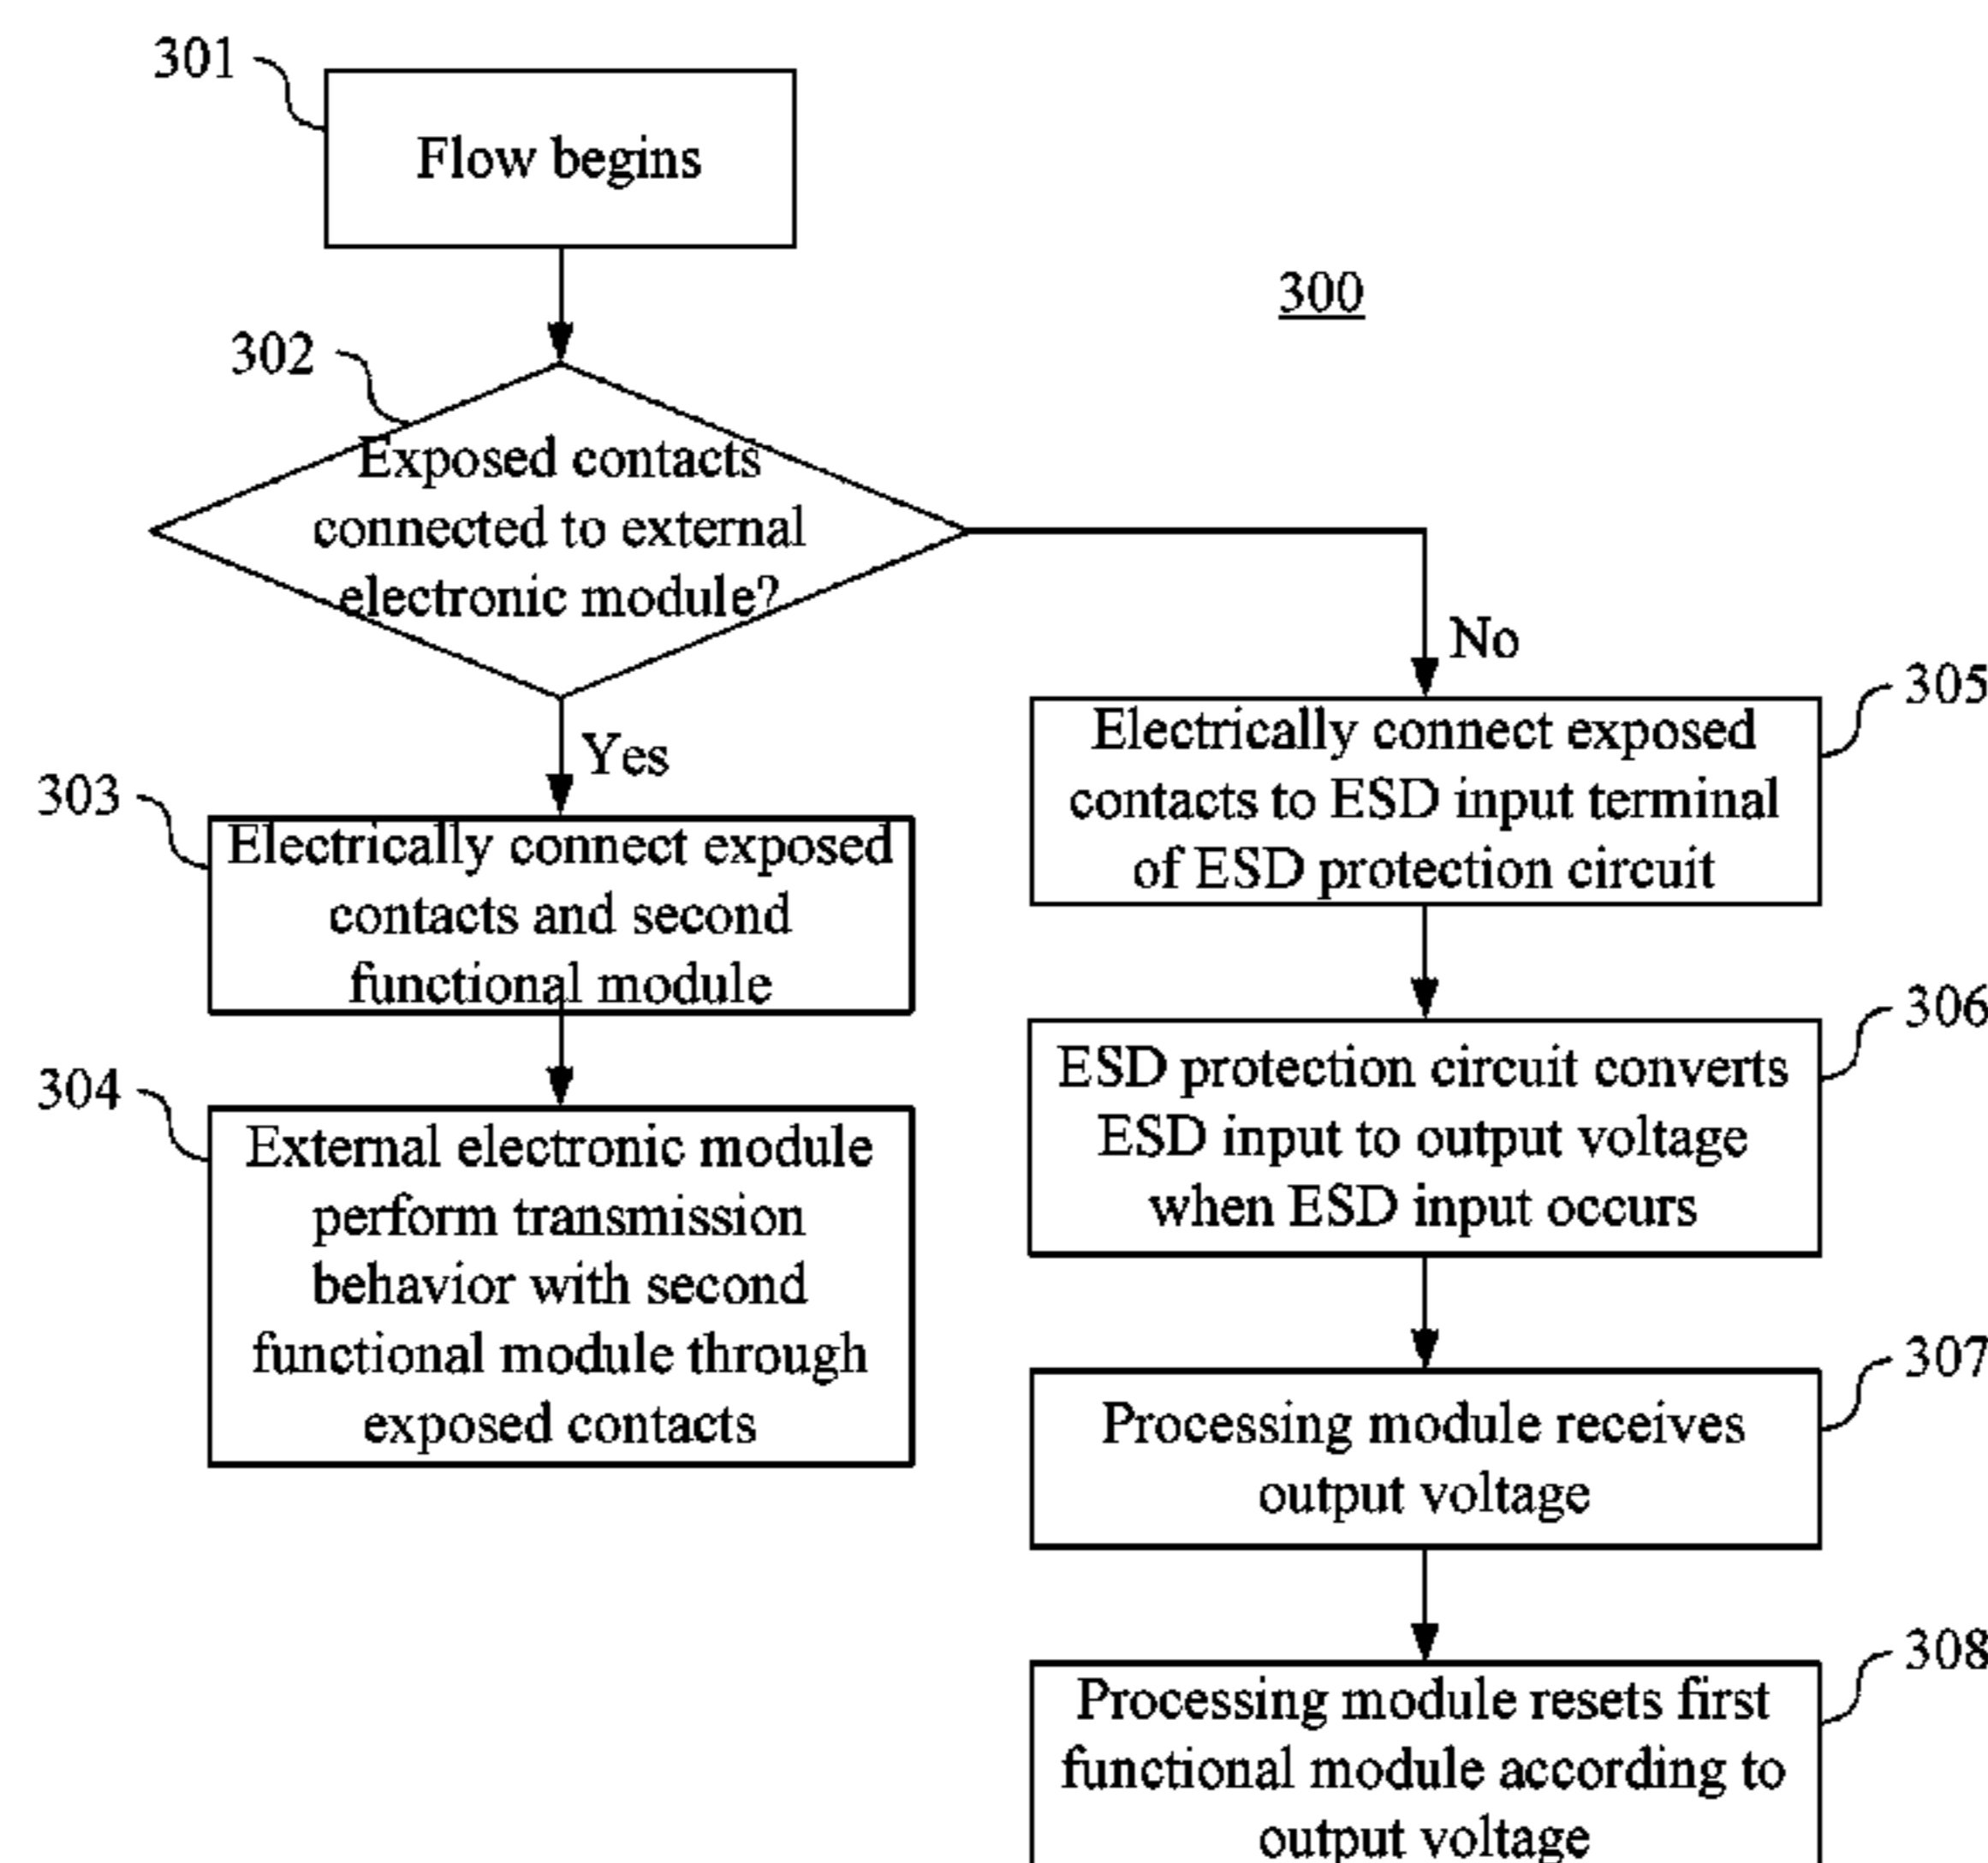 301
Flow begins
300
302
Exposed contacts
connected to external
electronic module?
No
Yes
303
Electrically connect exposed
contacts and second
functional module
304
External electronic module
perform transmission
behavior with second
functional module through
exposed contacts
305
Electrically connect exposed
contacts to ESD input terminal
of ESD protection circuit
306
ESD protection circuit converts
ESD input to output voltage
when ESD input occurs
307
Processing module receives
output voltage
308
Processing module resets first
functional module according to
output voltage